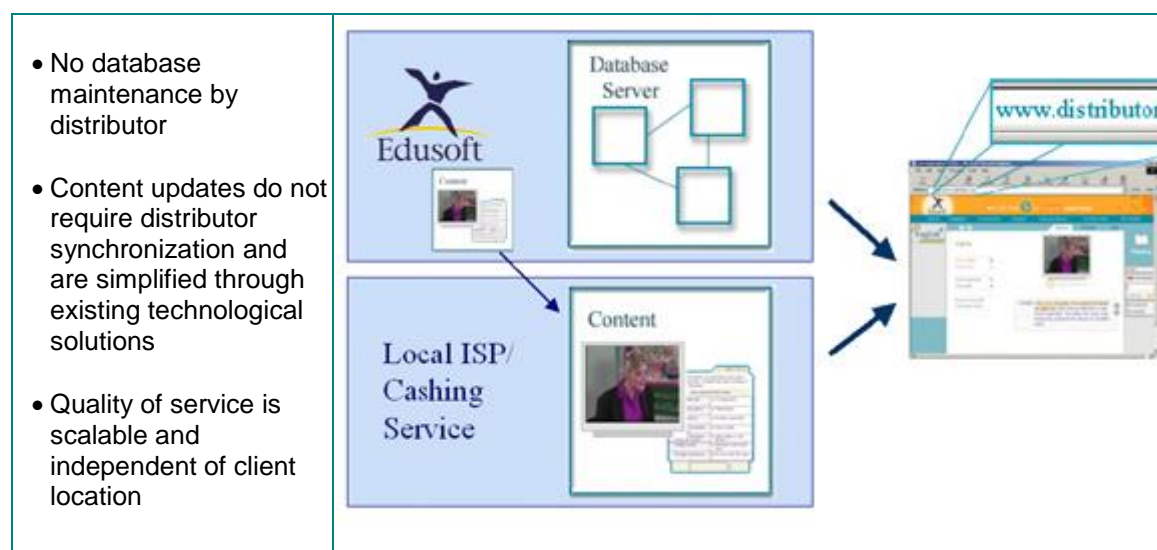 • No database
maintenance by
distributor
• Content updates do not
require distributor
synchronization and
are simplified through
existing technological
solutions
• Quality of service is
scalable and
independent of client
location
Edusoft
Content
Database
Server
Local ISP/
Cashing
Service
Content
www.distributor